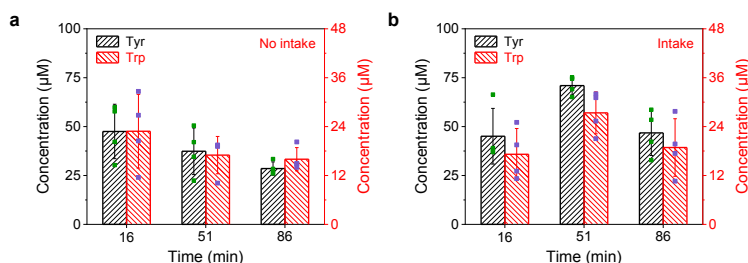 a
Concentration (μM)
100
75
50
25
0
Tyr
Trp
No intake
48
36
24
12
0
Concentration (μM)
16 51 86
Time (min)
b
Concentration (μM)
100
75
50
25
0
Tyr
Trp
Intake
48
36
24
12
0
Concentration (μM)
16 51 86
Time (min)